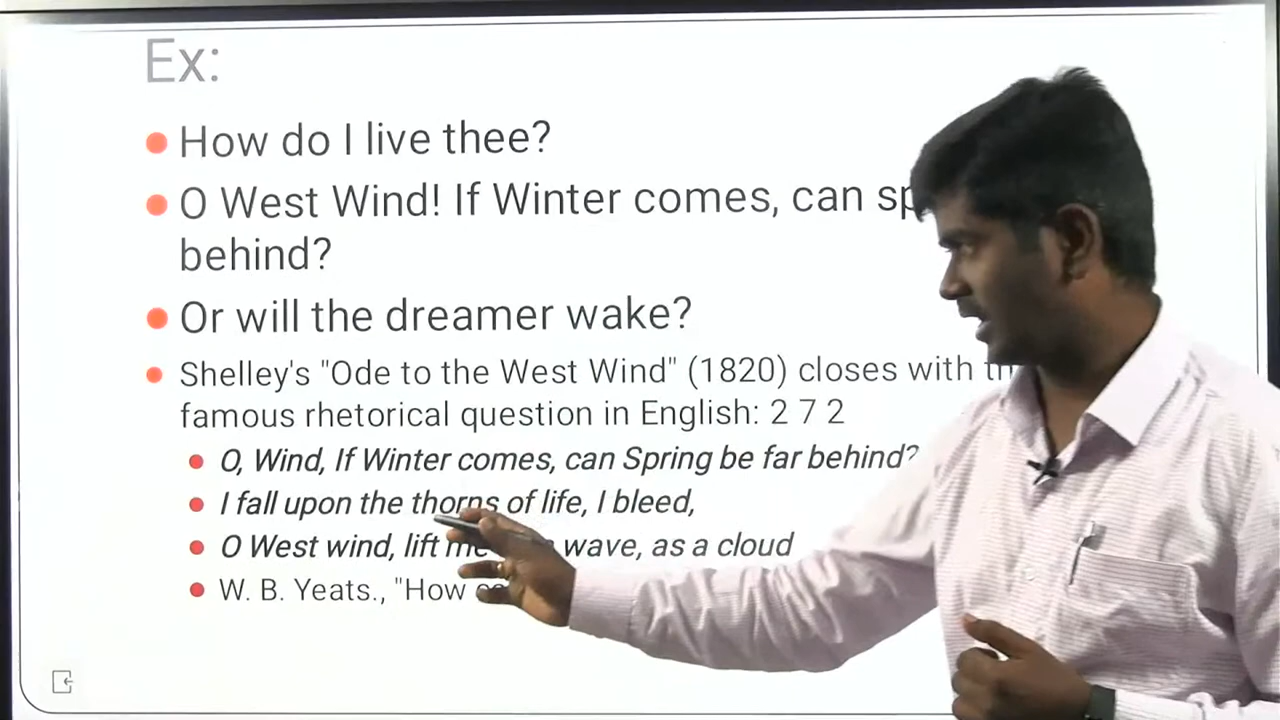 Ex:
How do I live thee?
O West Wind! If Winter comes, can
behind?
Or will the dreamer wake?
Shelley's "Ode to the West Wind" (1820) closes with
famous rhetorical question in English: 2 7 2
O, Wind, If Winter comes, can Spring be far behind?
I fall upon the thorns of life, I bleed,
O West wind, lift me wave, as a cloud
W. B. Yeats., "How